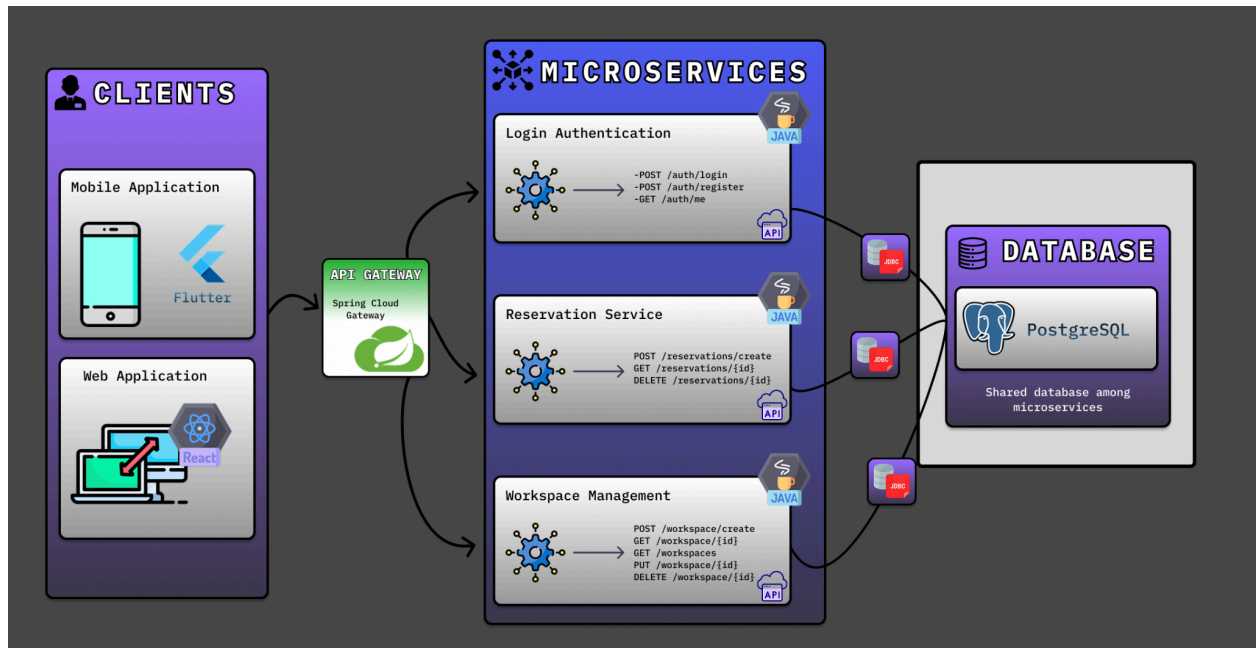 CLIENTS
Mobile Application
Flutter
Web Application
React
API GATEWAY
Spring Cloud
Gateway
MICROSERVICES
Login Authentication
JAVA
-POST /auth/login
-POST /auth/register
-GET /auth/me
API
Reservation Service
JAVA
POST /reservations/create
GET /reservations/{id}
DELETE /reservations/{id}
API
Workspace Management
JAVA
POST /workspace/create
GET /workspace/{id}
GET /workspaces
PUT /workspace/{id}
DELETE /workspace/{id}
API
JDBC
JDBC
JDBC
DATABASE
PostgreSQL
Shared database among
microservices